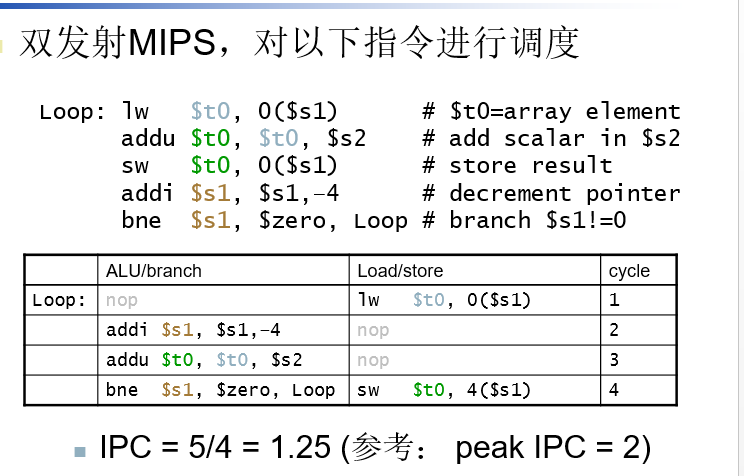 双发射MIPS，对以下指令进行调度
Loop: lw $t0, 0($s1) # $t0=array element
addu $t0, $t0, $s2 # add scalar in $s2
sw $t0, 0($s1) # store result
addi $s1, $s1,–4 # decrement pointer
bne $s1, $zero, Loop # branch $s1!=0
ALU/branch Load/store cycle
Loop: nop lw $t0, 0($s1) 1
addi $s1, $s1,–4 nop 2
addu $t0, $t0, $s2 nop 3
bne $s1, $zero, Loop sw $t0, 4($s1) 4
IPC = 5/4 = 1.25 (参考： peak IPC = 2)